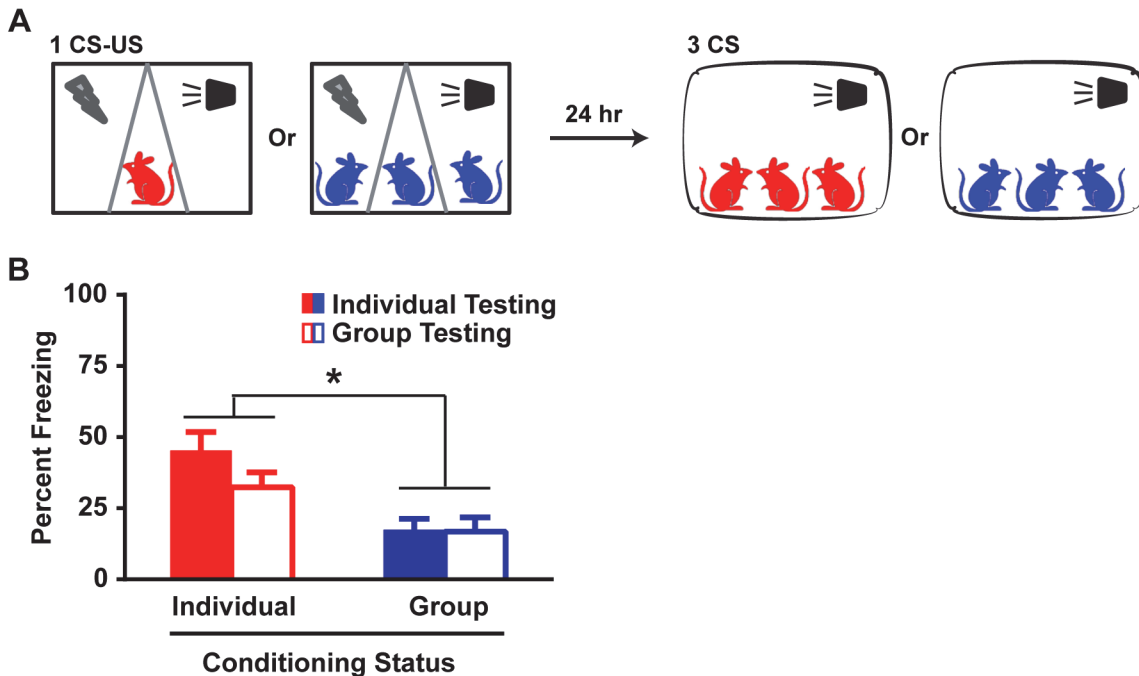 A
1 CS-US
Or
24 hr
3 CS
Or
B
Percent Freezing
100
75
50
25
0
Individual Testing
Group Testing
*
Individual
Group
Conditioning Status